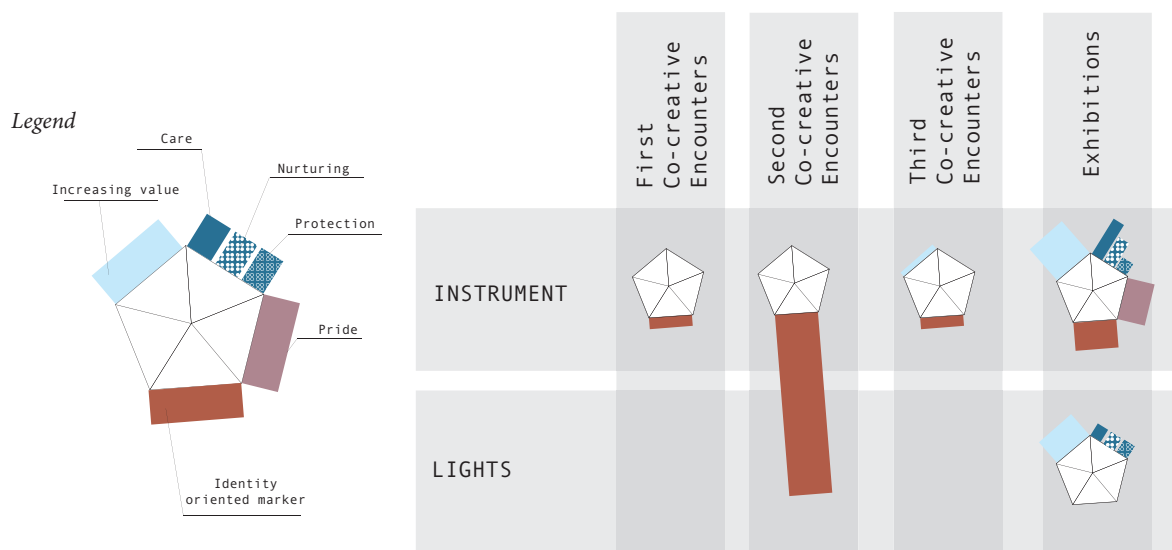 Legend
Care
Nurturing
Increasing value
Protection
Pride
Identity
oriented marker
First
Co-creative
Encounters
Second
Co-creative
Encounters
Third
Co-creative
Encounters
Exhibitions
INSTRUMENT
LIGHTS